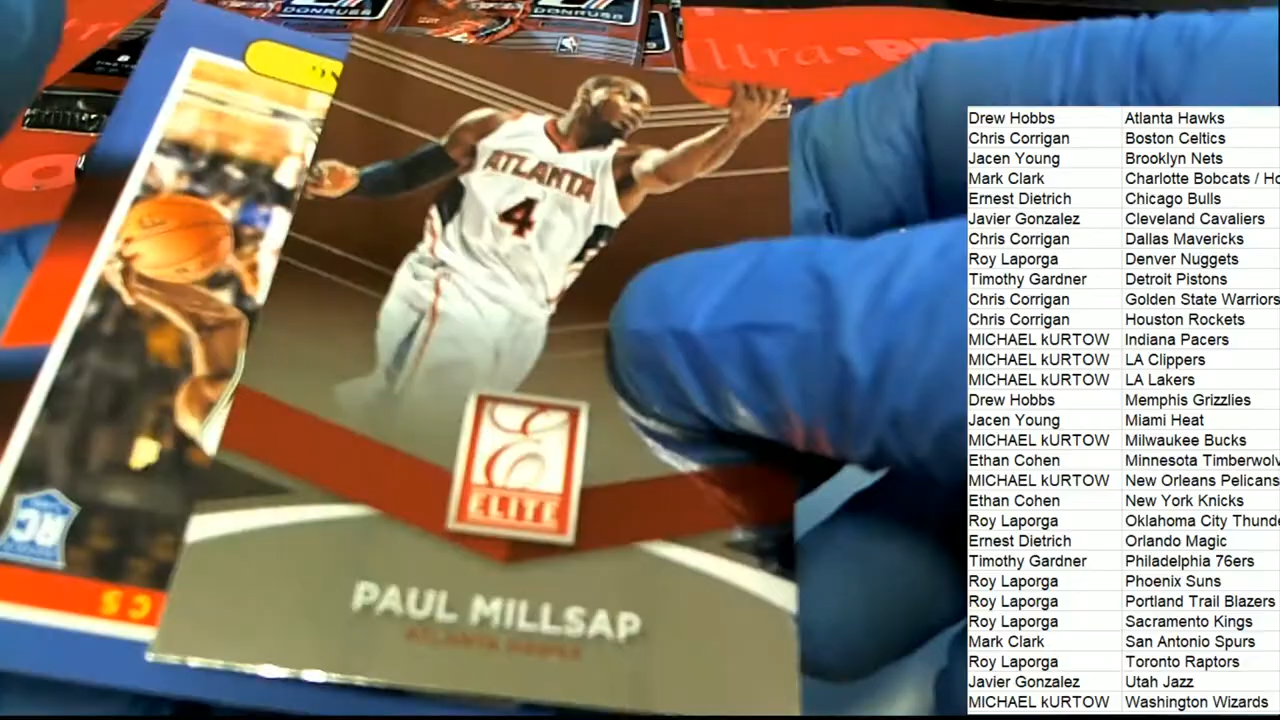 DONRUSS
DONRUSS
Ultra PRO
ATLANTA
4
E
ELITE
PAUL MILLSAP
ATLANTA HAWKS
RC
Drew Hobbs Atlanta Hawks
Chris Corrigan Boston Celtics
Jacen Young Brooklyn Nets
Mark Clark Charlotte Bobcats / Ho
Ernest Dietrich Chicago Bulls
Javier Gonzalez Cleveland Cavaliers
Chris Corrigan Dallas Mavericks
Roy Laporga Denver Nuggets
Timothy Gardner Detroit Pistons
Chris Corrigan Golden State Warriors
Chris Corrigan Houston Rockets
MICHAEL kURTOW Indiana Pacers
MICHAEL kURTOW LA Clippers
MICHAEL kURTOW LA Lakers
Drew Hobbs Memphis Grizzlies
Jacen Young Miami Heat
MICHAEL kURTOW Milwaukee Bucks
Ethan Cohen Minnesota Timberwolv
MICHAEL kURTOW New Orleans Pelicans
Ethan Cohen New York Knicks
Roy Laporga Oklahoma City Thund
Ernest Dietrich Orlando Magic
Timothy Gardner Philadelphia 76ers
Roy Laporga Phoenix Suns
Roy Laporga Portland Trail Blazers
Roy Laporga Sacramento Kings
Mark Clark San Antonio Spurs
Roy Laporga Toronto Raptors
Javier Gonzalez Utah Jazz
MICHAEL kURTOW Washington Wizards